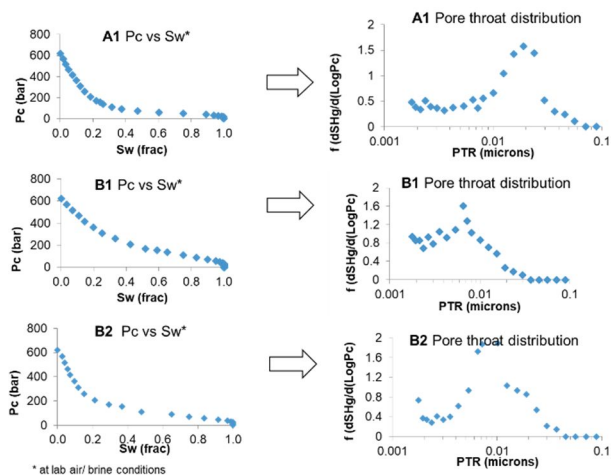 A1 Pc vs Sw*
800
600
400
200
0
0.0 0.2 0.4 0.6 0.8 1.0
Pc (bar)
Sw (frac)
A1 Pore throat distribution
2
1.5
1
0.5
0
0.001 0.01 0.1
f (dSHg/d(LogPc)
PTR (microns)
B1 Pc vs Sw*
800
600
400
200
0
0.0 0.2 0.4 0.6 0.8 1.0
Pc (bar)
Sw (frac)
B1 Pore throat distribution
2
1.6
1.2
0.8
0.4
0
0.001 0.01 0.1
f (dSHg/d(LogPc)
PTR (microns)
B2 Pc vs Sw*
800
600
400
200
0
0.0 0.2 0.4 0.6 0.8 1.0
Pc (bar)
Sw (frac)
B2 Pore throat distribution
2
1.6
1.2
0.8
0.4
0
0.001 0.01 0.1
f (dSHg/d(LogPc)
PTR (microns)
* at lab air/ brine conditions